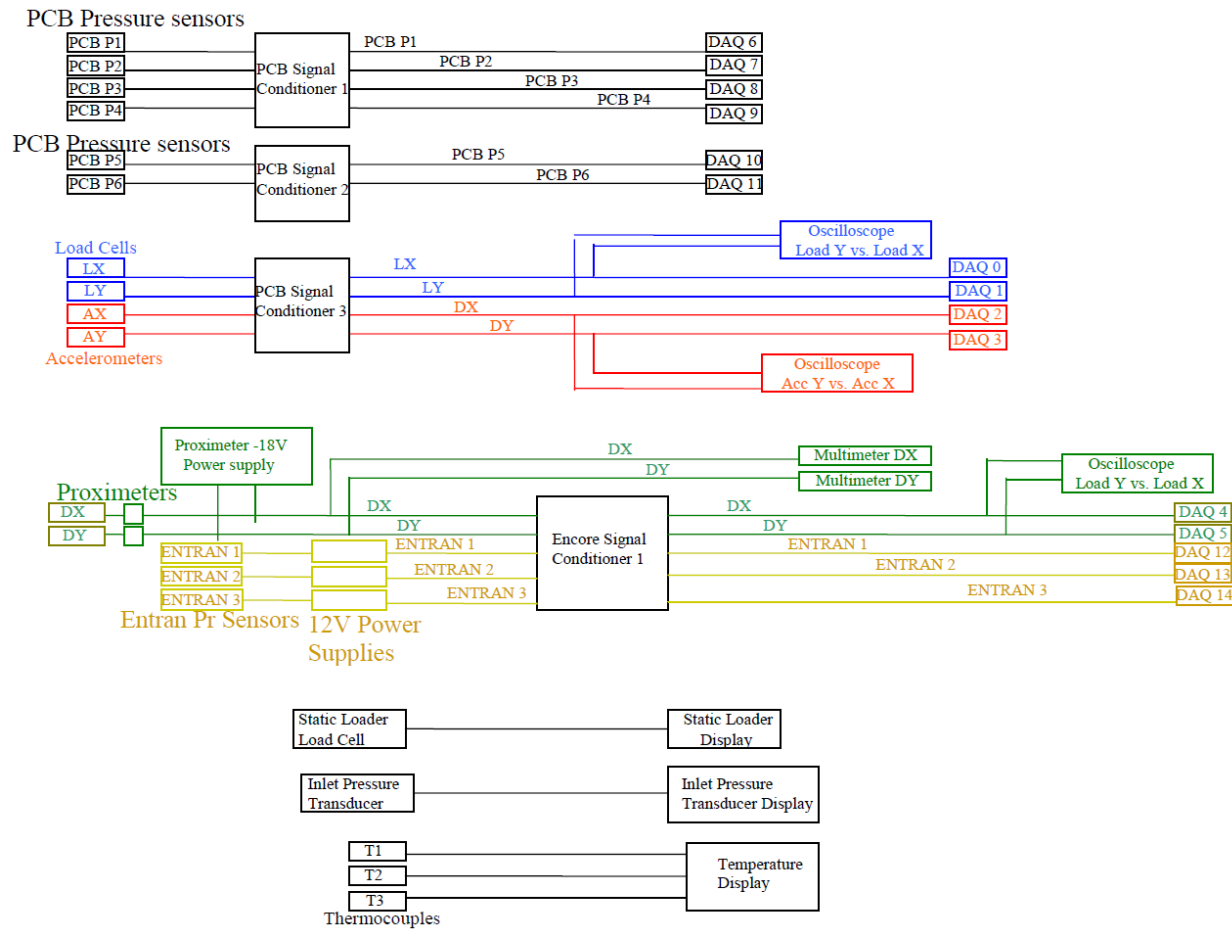 PCB Pressure sensors
PCB P1
PCB P2
PCB P3
PCB P4
PCB Signal
Conditioner 1
PCB P1
PCB P2
PCB P3
PCB P4
DAQ 6
DAQ 7
DAQ 8
DAQ 9
PCB Pressure sensors
PCB P5
PCB P6
PCB Signal
Conditioner 2
PCB P5
PCB P6
DAQ 10
DAQ 11
Load Cells
LX
LY
AX
AY
Accelerometers
PCB Signal
Conditioner 3
LX
LY
DX
DY
Oscilloscope
Load Y vs. Load X
DAQ 0
DAQ 1
DAQ 2
DAQ 3
Oscilloscope
Acc Y vs. Acc X
Proximeter -18V
Power supply
Proximeters
DX
DY
DX
DY
Multimeter DX
Multimeter DY
DX
DY
ENTRAN 1
ENTRAN 2
ENTRAN 3
Entran Pr Sensors
12V Power
Supplies
ENTRAN 1
ENTRAN 2
ENTRAN 3
Encore Signal
Conditioner 1
DX
DY
ENTRAN 1
ENTRAN 2
ENTRAN 3
Oscilloscope
Load Y vs. Load X
DAQ 4
DAQ 5
DAQ 12
DAQ 13
DAQ 14
Static Loader
Load Cell
Static Loader
Display
Inlet Pressure
Transducer
Inlet Pressure
Transducer Display
T1
T2
T3
Thermocouples
Temperature
Display